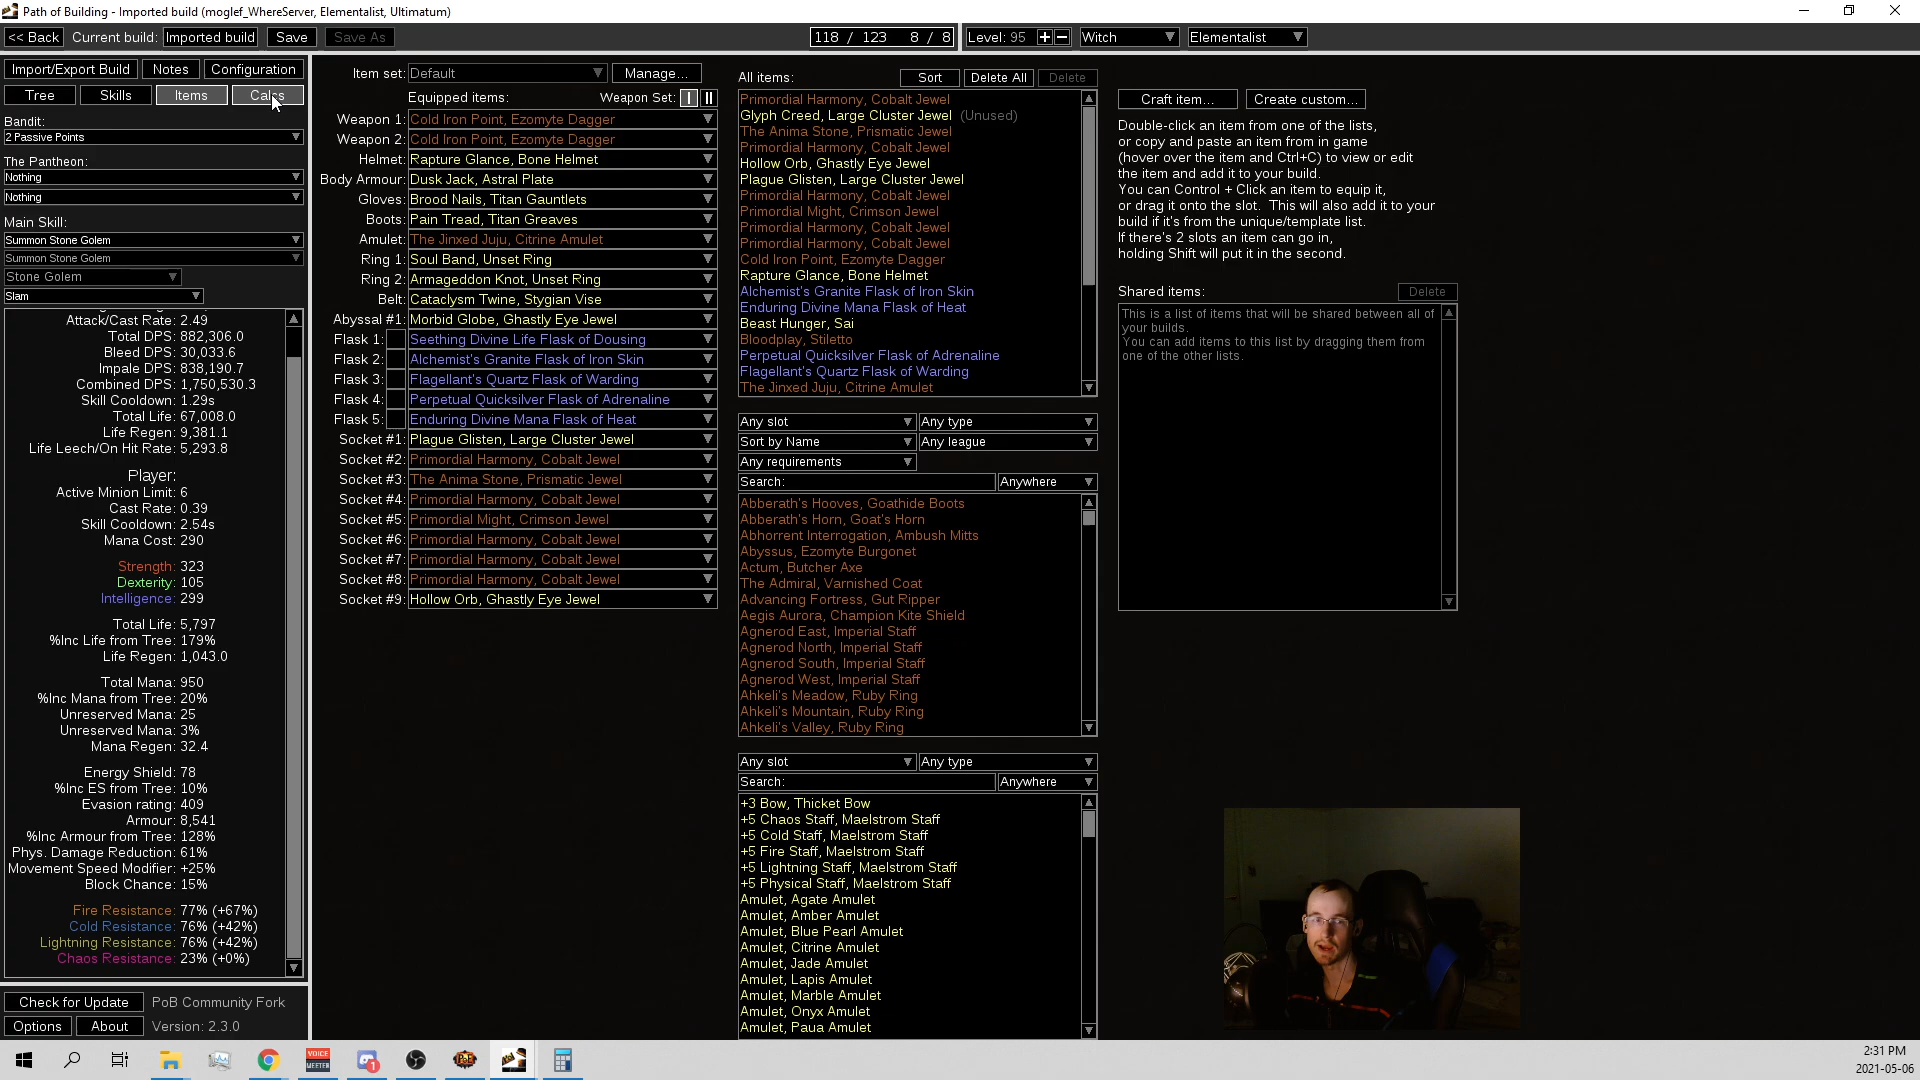 Path of Building - Imported build (moglef_WhereServer, Elementalist, Ultimatum)
<< Back Current build: Imported build Save Save As 118 / 123 8 / 8 Level: 95 + - Witch Elementalist
Import/Export Build Notes Configuration
Tree Skills Items Calcs
Bandit:
2 Passive Points
The Pantheon:
Nothing
Nothing
Main Skill:
Summon Stone Golem
Summon Stone Golem
Stone Golem
Slam
Attack/Cast Rate: 2.49
Total DPS: 882,306.0
Bleed DPS: 30,033.6
Impale DPS: 838,190.7
Combined DPS: 1,750,530.3
Skill Cooldown: 1.29s
Total Life: 67,008.0
Life Regen: 9,381.1
Life Leech/On Hit Rate: 5,293.8
Player:
Active Minion Limit: 6
Cast Rate: 0.39
Skill Cooldown: 2.54s
Mana Cost: 290
Strength: 323
Dexterity: 105
Intelligence: 299
Total Life: 5,797
%Inc Life from Tree: 179%
Life Regen: 1,043.0
Total Mana: 950
%Inc Mana from Tree: 20%
Unreserved Mana: 25
Unreserved Mana: 3%
Mana Regen: 32.4
Energy Shield: 78
%Inc ES from Tree: 10%
Evasion rating: 409
Armour: 8,541
%Inc Armour from Tree: 128%
Phys. Damage Reduction: 61%
Movement Speed Modifier: +25%
Block Chance: 15%
Fire Resistance: 77% (+67%)
Cold Resistance: 76% (+42%)
Lightning Resistance: 76% (+42%)
Chaos Resistance: 23% (+0%)
Check for Update PoB Community Fork
Options About Version: 2.3.0
Item set: Default Manage...
Equipped items: Weapon Set: I II
Weapon 1: Cold Iron Point, Ezomyte Dagger
Weapon 2: Cold Iron Point, Ezomyte Dagger
Helmet: Rapture Glance, Bone Helmet
Body Armour: Dusk Jack, Astral Plate
Gloves: Brood Nails, Titan Gauntlets
Boots: Pain Tread, Titan Greaves
Amulet: The Jinxed Juju, Citrine Amulet
Ring 1: Soul Band, Unset Ring
Ring 2: Armageddon Knot, Unset Ring
Belt: Cataclysm Twine, Stygian Vise
Abyssal #1: Morbid Globe, Ghastly Eye Jewel
Flask 1: Seething Divine Life Flask of Dousing
Flask 2: Alchemist's Granite Flask of Iron Skin
Flask 3: Flagellant's Quartz Flask of Warding
Flask 4: Perpetual Quicksilver Flask of Adrenaline
Flask 5: Enduring Divine Mana Flask of Heat
Socket #1: Plague Glisten, Large Cluster Jewel
Socket #2: Primordial Harmony, Cobalt Jewel
Socket #3: The Anima Stone, Prismatic Jewel
Socket #4: Primordial Harmony, Cobalt Jewel
Socket #5: Primordial Might, Crimson Jewel
Socket #6: Primordial Harmony, Cobalt Jewel
Socket #7: Primordial Harmony, Cobalt Jewel
Socket #8: Primordial Harmony, Cobalt Jewel
Socket #9: Hollow Orb, Ghastly Eye Jewel
All items: Sort Delete All Delete
Primordial Harmony, Cobalt Jewel
Glyph Creed, Large Cluster Jewel (Unused)
The Anima Stone, Prismatic Jewel
Primordial Harmony, Cobalt Jewel
Hollow Orb, Ghastly Eye Jewel
Plague Glisten, Large Cluster Jewel
Primordial Harmony, Cobalt Jewel
Primordial Might, Crimson Jewel
Primordial Harmony, Cobalt Jewel
Primordial Harmony, Cobalt Jewel
Cold Iron Point, Ezomyte Dagger
Rapture Glance, Bone Helmet
Alchemist's Granite Flask of Iron Skin
Enduring Divine Mana Flask of Heat
Beast Hunger, Sai
Bloodplay, Stiletto
Perpetual Quicksilver Flask of Adrenaline
Flagellant's Quartz Flask of Warding
The Jinxed Juju, Citrine Amulet
Any slot Any type
Sort by Name Any league
Any requirements
Search: Anywhere
Abberath's Hooves, Goathide Boots
Abberath's Horn, Goat's Horn
Abhorrent Interrogation, Ambush Mitts
Abyssus, Ezomyte Burgonet
Actum, Butcher Axe
The Admiral, Varnished Coat
Advancing Fortress, Gut Ripper
Aegis Aurora, Champion Kite Shield
Agnerod East, Imperial Staff
Agnerod North, Imperial Staff
Agnerod South, Imperial Staff
Agnerod West, Imperial Staff
Ahkeli's Meadow, Ruby Ring
Ahkeli's Mountain, Ruby Ring
Ahkeli's Valley, Ruby Ring
Any slot Any type
Search: Anywhere
+3 Bow, Thicket Bow
+5 Chaos Staff, Maelstrom Staff
+5 Cold Staff, Maelstrom Staff
+5 Fire Staff, Maelstrom Staff
+5 Lightning Staff, Maelstrom Staff
+5 Physical Staff, Maelstrom Staff
Amulet, Agate Amulet
Amulet, Amber Amulet
Amulet, Blue Pearl Amulet
Amulet, Citrine Amulet
Amulet, Jade Amulet
Amulet, Lapis Amulet
Amulet, Marble Amulet
Amulet, Onyx Amulet
Amulet, Paua Amulet
Craft item... Create custom...
Double-click an item from one of the lists,
or copy and paste an item from in game
(hover over the item and Ctrl+C) to view or edit
the item and add it to your build.
You can Control + Click an item to equip it,
or drag it onto the slot. This will also add it to your
build if it's from the unique/template list.
If there's 2 slots an item can go in,
holding Shift will put it in the second.
Shared items: Delete
This is a list of items that will be shared between all of
your builds.
You can add items to this list by dragging them from
one of the other lists.
VOICE
MEETER
1
2:31 PM
2021-05-06